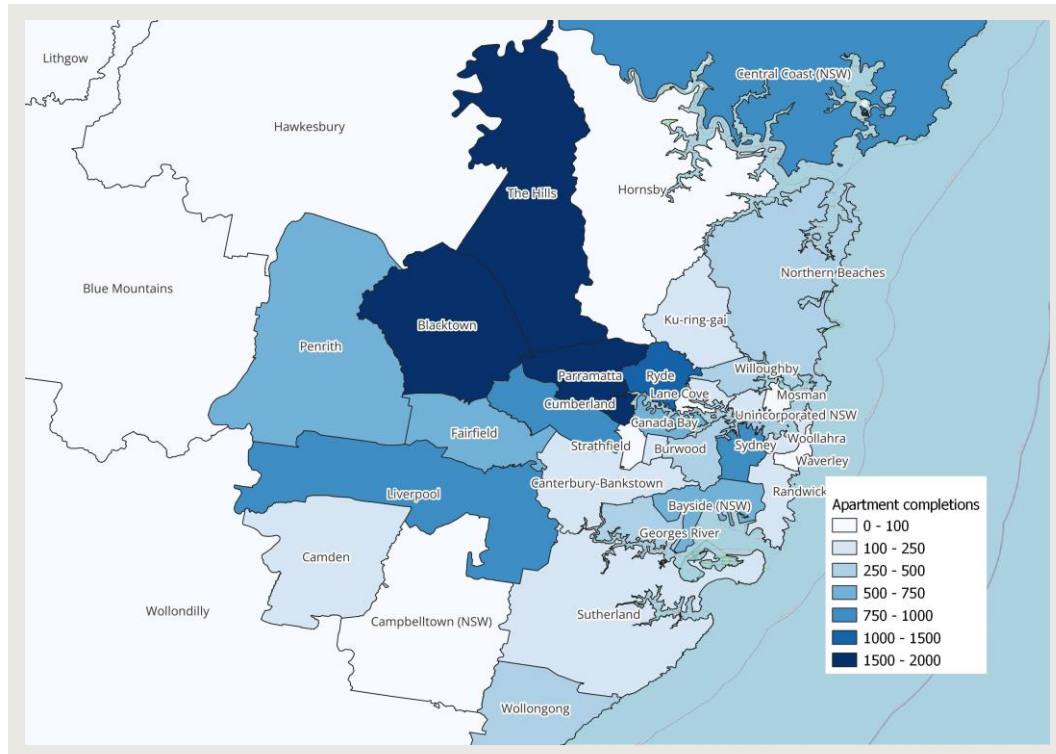 Lithgow
Central Coast (NSW)
Hawkesbury
The Hills
Hornsby
Northern Beaches
Blue Mountains
Ku-ring-gai
Blacktown
Penrith
Willoughby
Parramatta
Ryde
Lane Cove
Mosman
Cumberland
Unincorporated NSW
Canada Bay
Fairfield
Strathfield
Burwood
Sydney
Woollahra
Waverley
Canterbury-Bankstown
Randwick
Liverpool
Bayside (NSW)
Georges River
Camden
Wollondilly
Campbelltown (NSW)
Sutherland
Wollongong
Apartment completions
0 - 100
100 - 250
250 - 500
500 - 750
750 - 1000
1000 - 1500
1500 - 2000